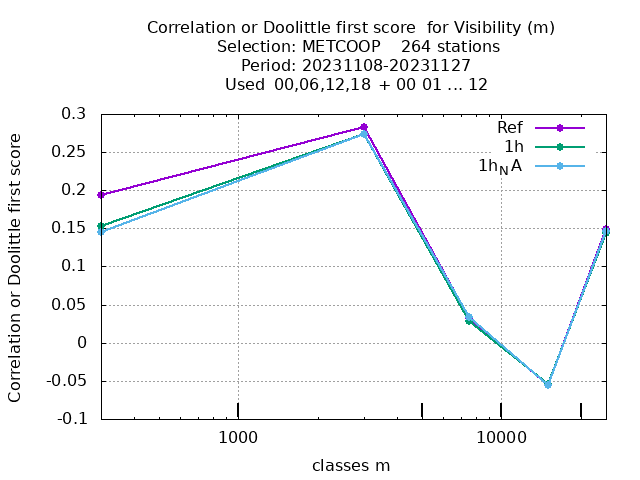 Correlation or Doolittle first score  for Visibility (m)
Selection: METCOOP    264 stations
Period: 20231108-20231127
Used  00,06,12,18 + 00 01 ... 12
Correlation or Doolittle first score
0.3
0.25
0.2
0.15
0.1
0.05
0
-0.05
-0.1
Ref
1h
1hNA
1000
10000
classes m